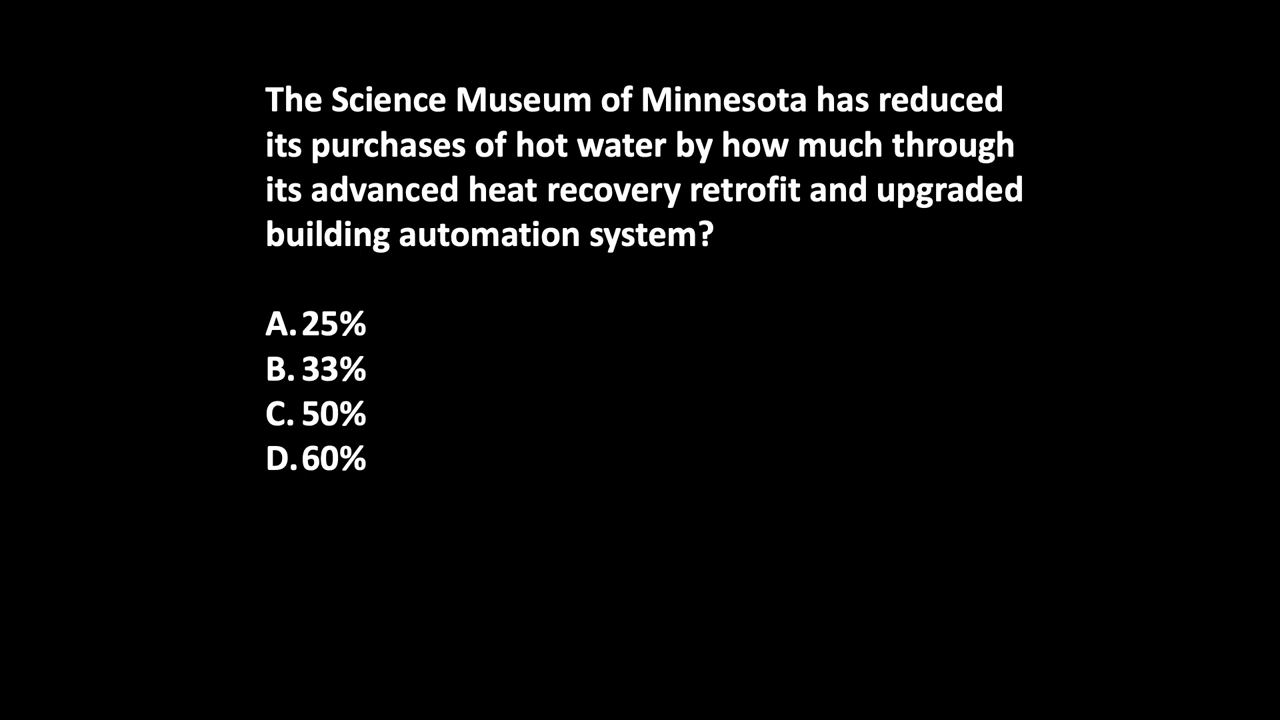 The Science Museum of Minnesota has reduced
its purchases of hot water by how much through
its advanced heat recovery retrofit and upgraded
building automation system?
A. 25%
B. 33%
C. 50%
D. 60%